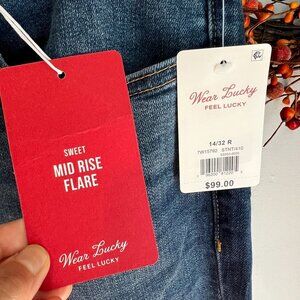 SWEET
MID RISE
FLARE
Wear Lucky
FEEL LUCKY
Wear Lucky
FEEL LUCKY
14/32 R
$99.00